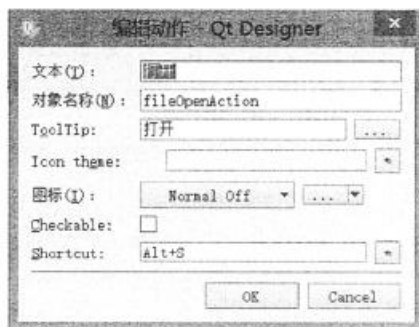 编辑动作 - Qt Designer
文本(T):
对象名称(N): fileOpenAction
ToolTip: 打开 ...
Icon theme:
图标(I): Normal Off ...
Checkable:
Shortcut: Alt+S
OK Cancel